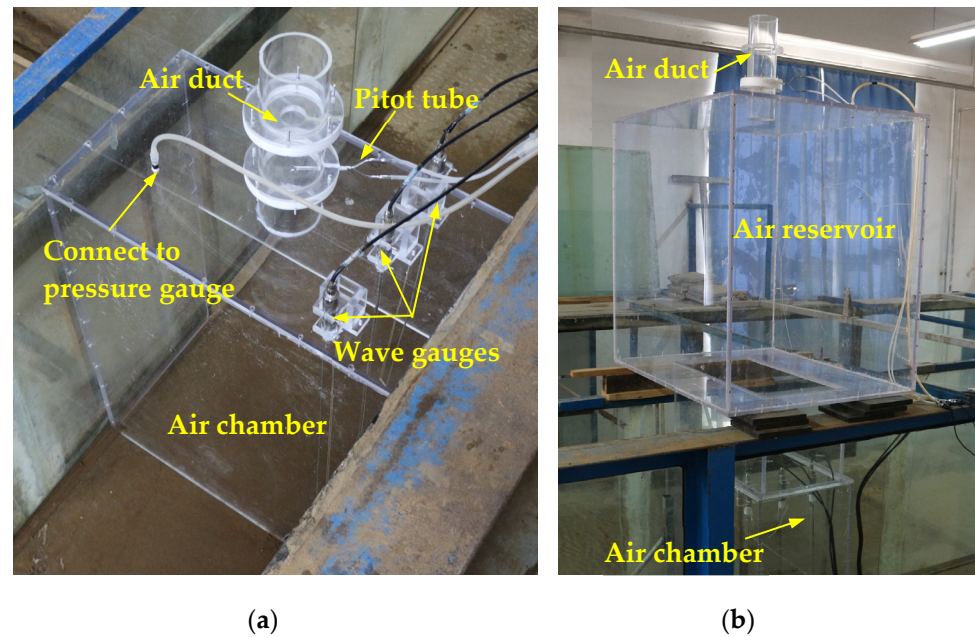 Air duct
Pitot tube
Connect to
pressure gauge
Wave gauges
Air chamber
(a)
Air duct
Air reservoir
Air chamber
(b)